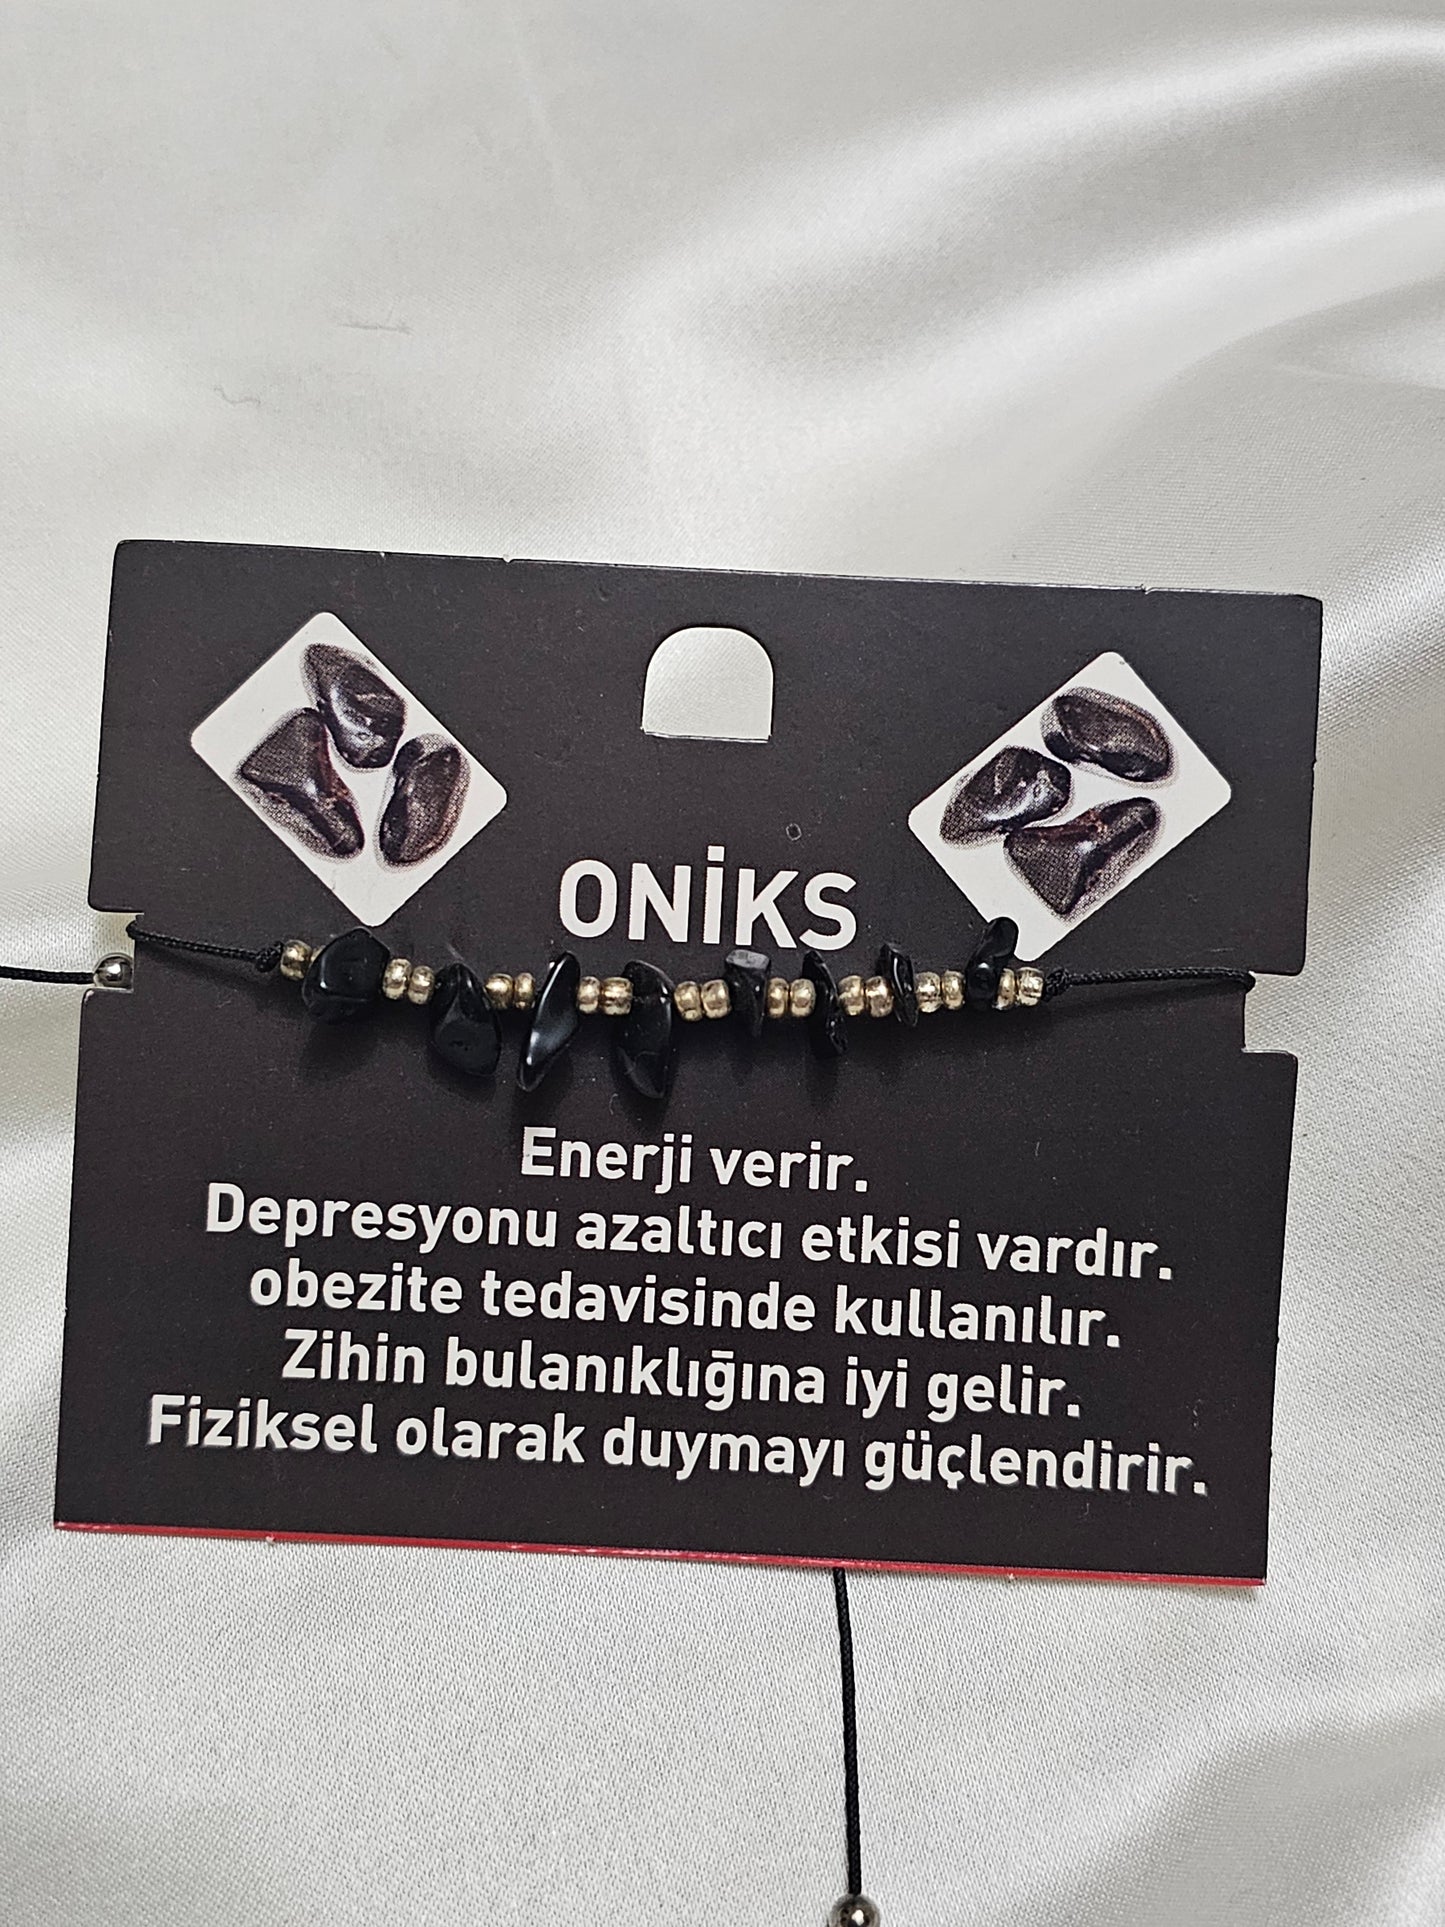 ONİKS
Enerji verir.
Depresyonu azaltıcı etkisi vardır.
obezite tedavisinde kullanılır.
Zihin bulanıklığına iyi gelir.
Fiziksel olarak duymayı güçlendirir.